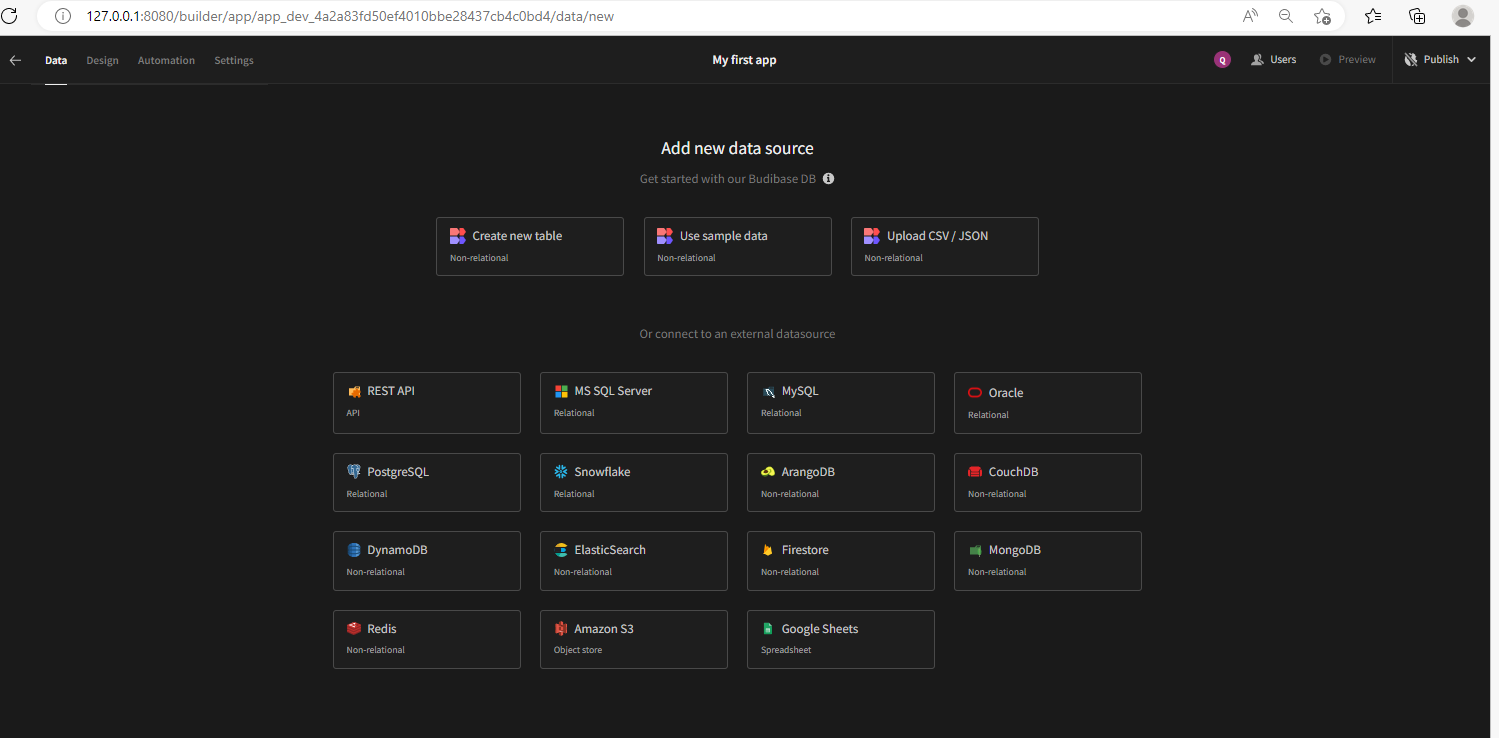 127.0.0.1:8080/builder/app/app_dev_4a2a83fd50ef4010bbe28437cb4c0bd4/data/new
Data Design Automation Settings My first app Q Users Preview Publish
Add new data source
Get started with our Budibase DB
Create new table Use sample data Upload CSV / JSON
Non-relational Non-relational Non-relational
Or connect to an external datasource
REST API MS SQL Server MySQL Oracle
API Relational Relational Relational
PostgreSQL Snowflake ArangoDB CouchDB
Relational Relational Non-relational Non-relational
DynamoDB ElasticSearch Firestore MongoDB
Non-relational Non-relational Non-relational Non-relational
Redis Amazon S3 Google Sheets
Non-relational Object store Spreadsheet